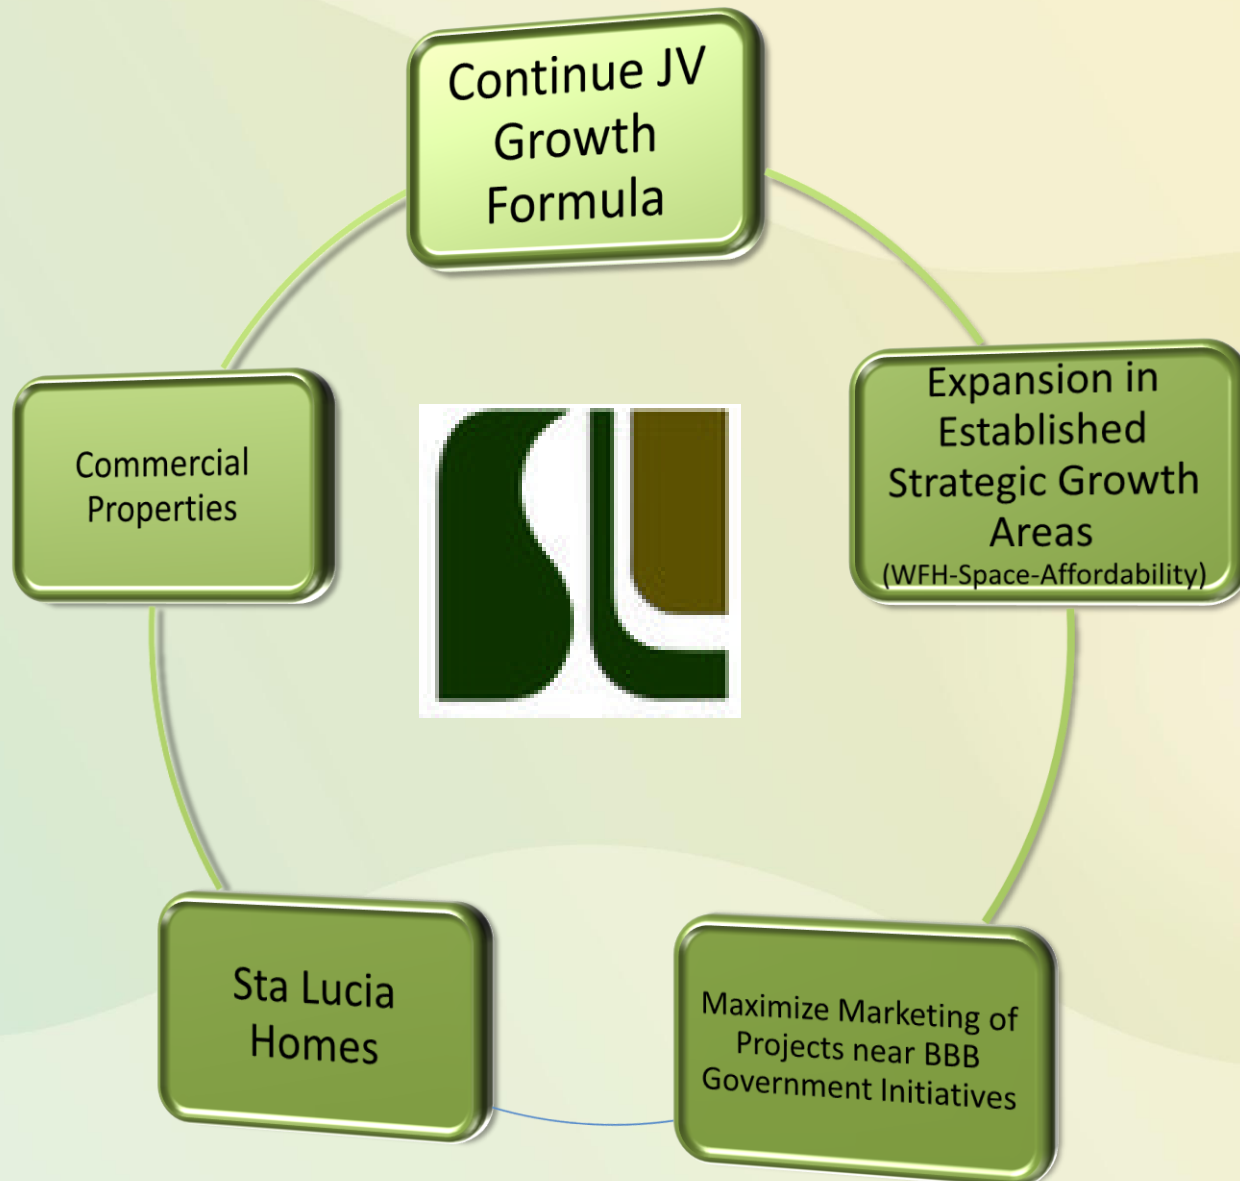 Continue JV
Growth
Formula
Expansion in
Established
Strategic Growth
Areas
(WFH-Space-Affordability)
Maximize Marketing of
Projects near BBB
Government Initiatives
Sta Lucia
Homes
Commercial
Properties
SL